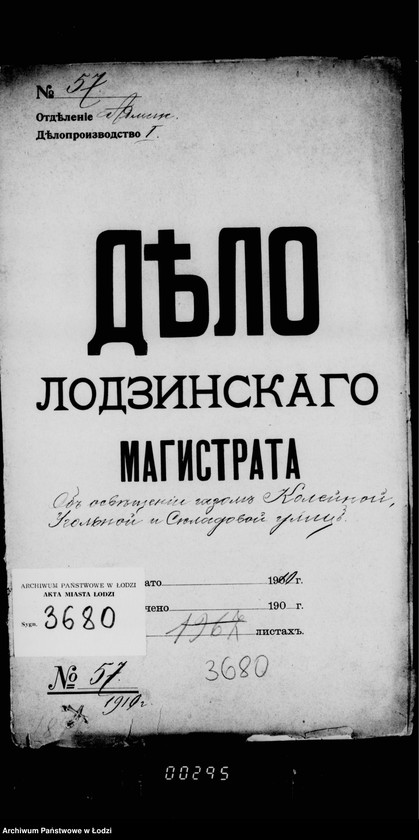 № 57
Отдѣленіе Админ.
Дѣлопроизводство I.
ДѢЛО
ЛОДЗИНСКАГО
МАГИСТРАТА
Объ освѣщеніи газомъ Колейной,
Угольной и Складовой улицъ.
ато 1910 г.
ARCHIWUM PAŃSTWOWE W ŁODZI
AKTA MIASTA ŁODZI
Sygn. 3680
чено 190 г.
листахъ.
3680
№ 57
1910 г.
00295
Archiwum Państwowe w Łodzi